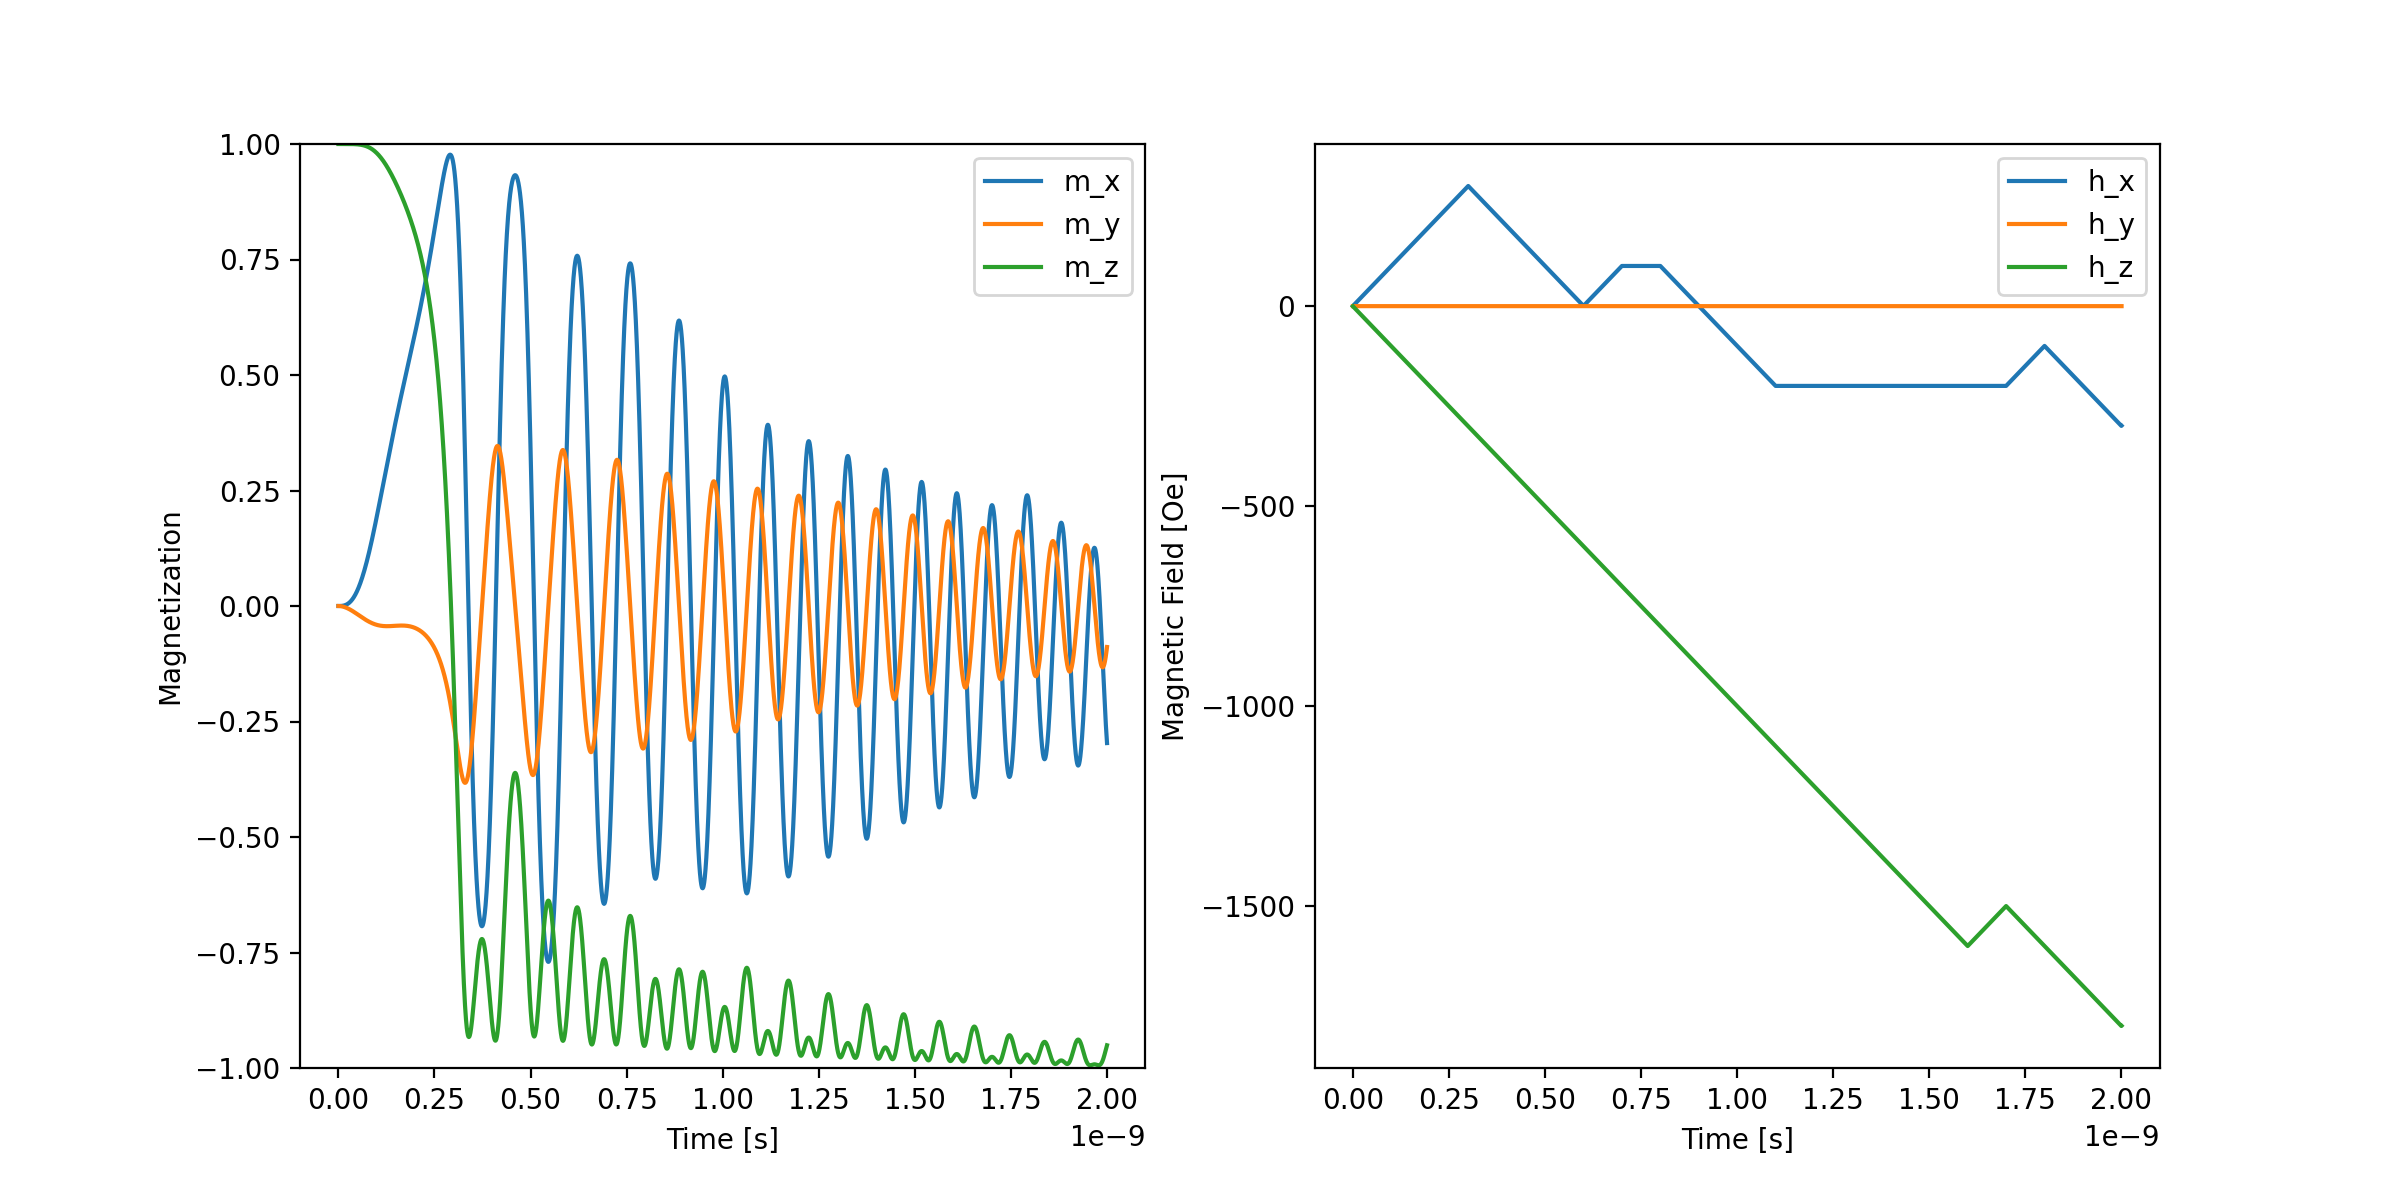 Magnetization
1.00
0.75
0.50
0.25
0.00
−0.25
−0.50
−0.75
−1.00
m_x
m_y
m_z
0.00 0.25 0.50 0.75 1.00 1.25 1.50 1.75 2.00
Time [s]
1e−9
Magnetic Field [Oe]
0
−500
−1000
−1500
h_x
h_y
h_z
0.00 0.25 0.50 0.75 1.00 1.25 1.50 1.75 2.00
Time [s]
1e−9